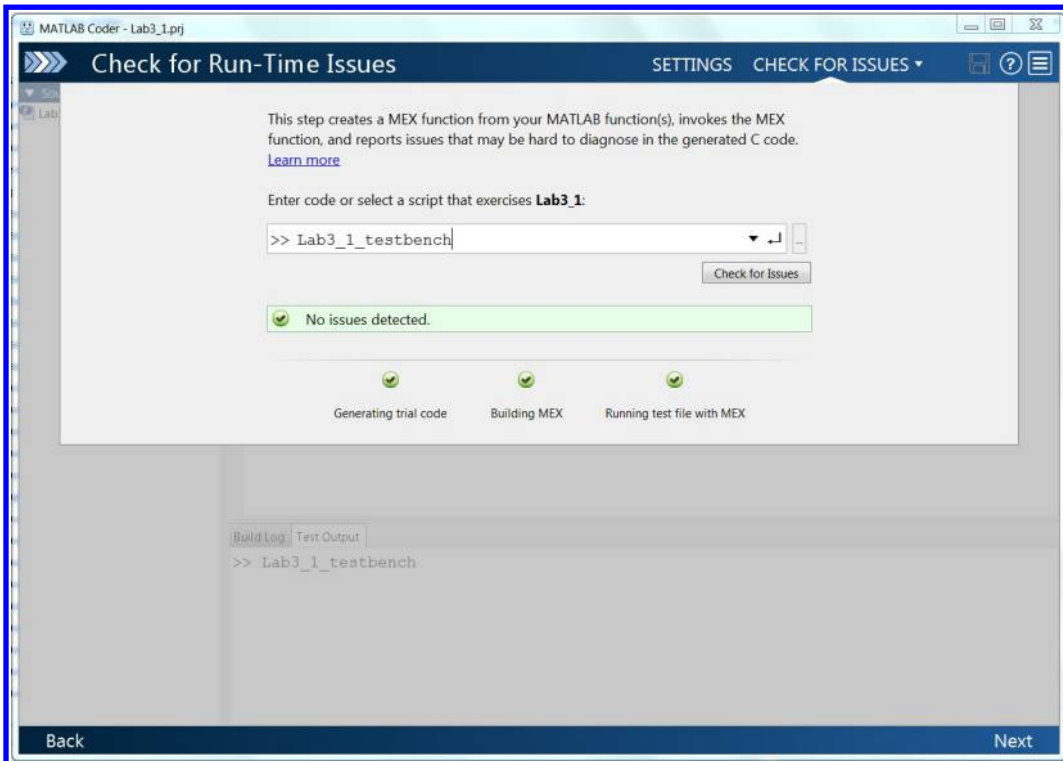 MATLAB Coder - Lab3_1.prj
Check for Run-Time Issues
SETTINGS CHECK FOR ISSUES ▾ ?
▼ Sou
Lab
This step creates a MEX function from your MATLAB function(s), invokes the MEX
function, and reports issues that may be hard to diagnose in the generated C code.
Learn more
Enter code or select a script that exercises Lab3_1:
>> Lab3_1_testbench
...
Check for Issues
No issues detected.
Generating trial code Building MEX Running test file with MEX
Build Log Test Output
>> Lab3_1_testbench
Back Next